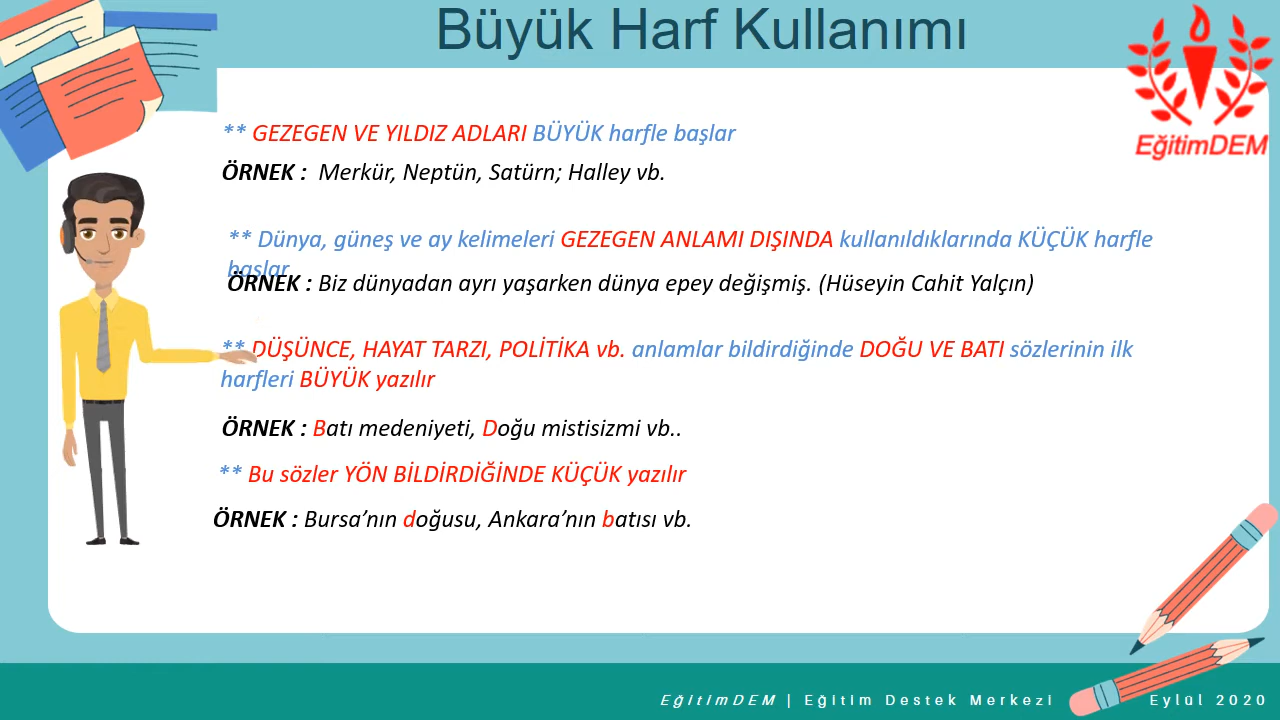 Büyük Harf Kullanımı
EğitimDEM
** GEZEGEN VE YILDIZ ADLARI BÜYÜK harfle başlar
ÖRNEK : Merkür, Neptün, Satürn; Halley vb.
** Dünya, güneş ve ay kelimeleri GEZEGEN ANLAMI DIŞINDA kullanıldıklarında KÜÇÜK harfle
başlar
ÖRNEK : Biz dünyadan ayrı yaşarken dünya epey değişmiş. (Hüseyin Cahit Yalçın)
** DÜŞÜNCE, HAYAT TARZI, POLİTİKA vb. anlamlar bildirdiğinde DOĞU VE BATI sözlerinin ilk
harfleri BÜYÜK yazılır
ÖRNEK : Batı medeniyeti, Doğu mistisizmi vb..
** Bu sözler YÖN BİLDİRDİĞİNDE KÜÇÜK yazılır
ÖRNEK : Bursa’nın doğusu, Ankara’nın batısı vb.
EğitimDEM | Eğitim Destek Merkezi
Eylül 2020